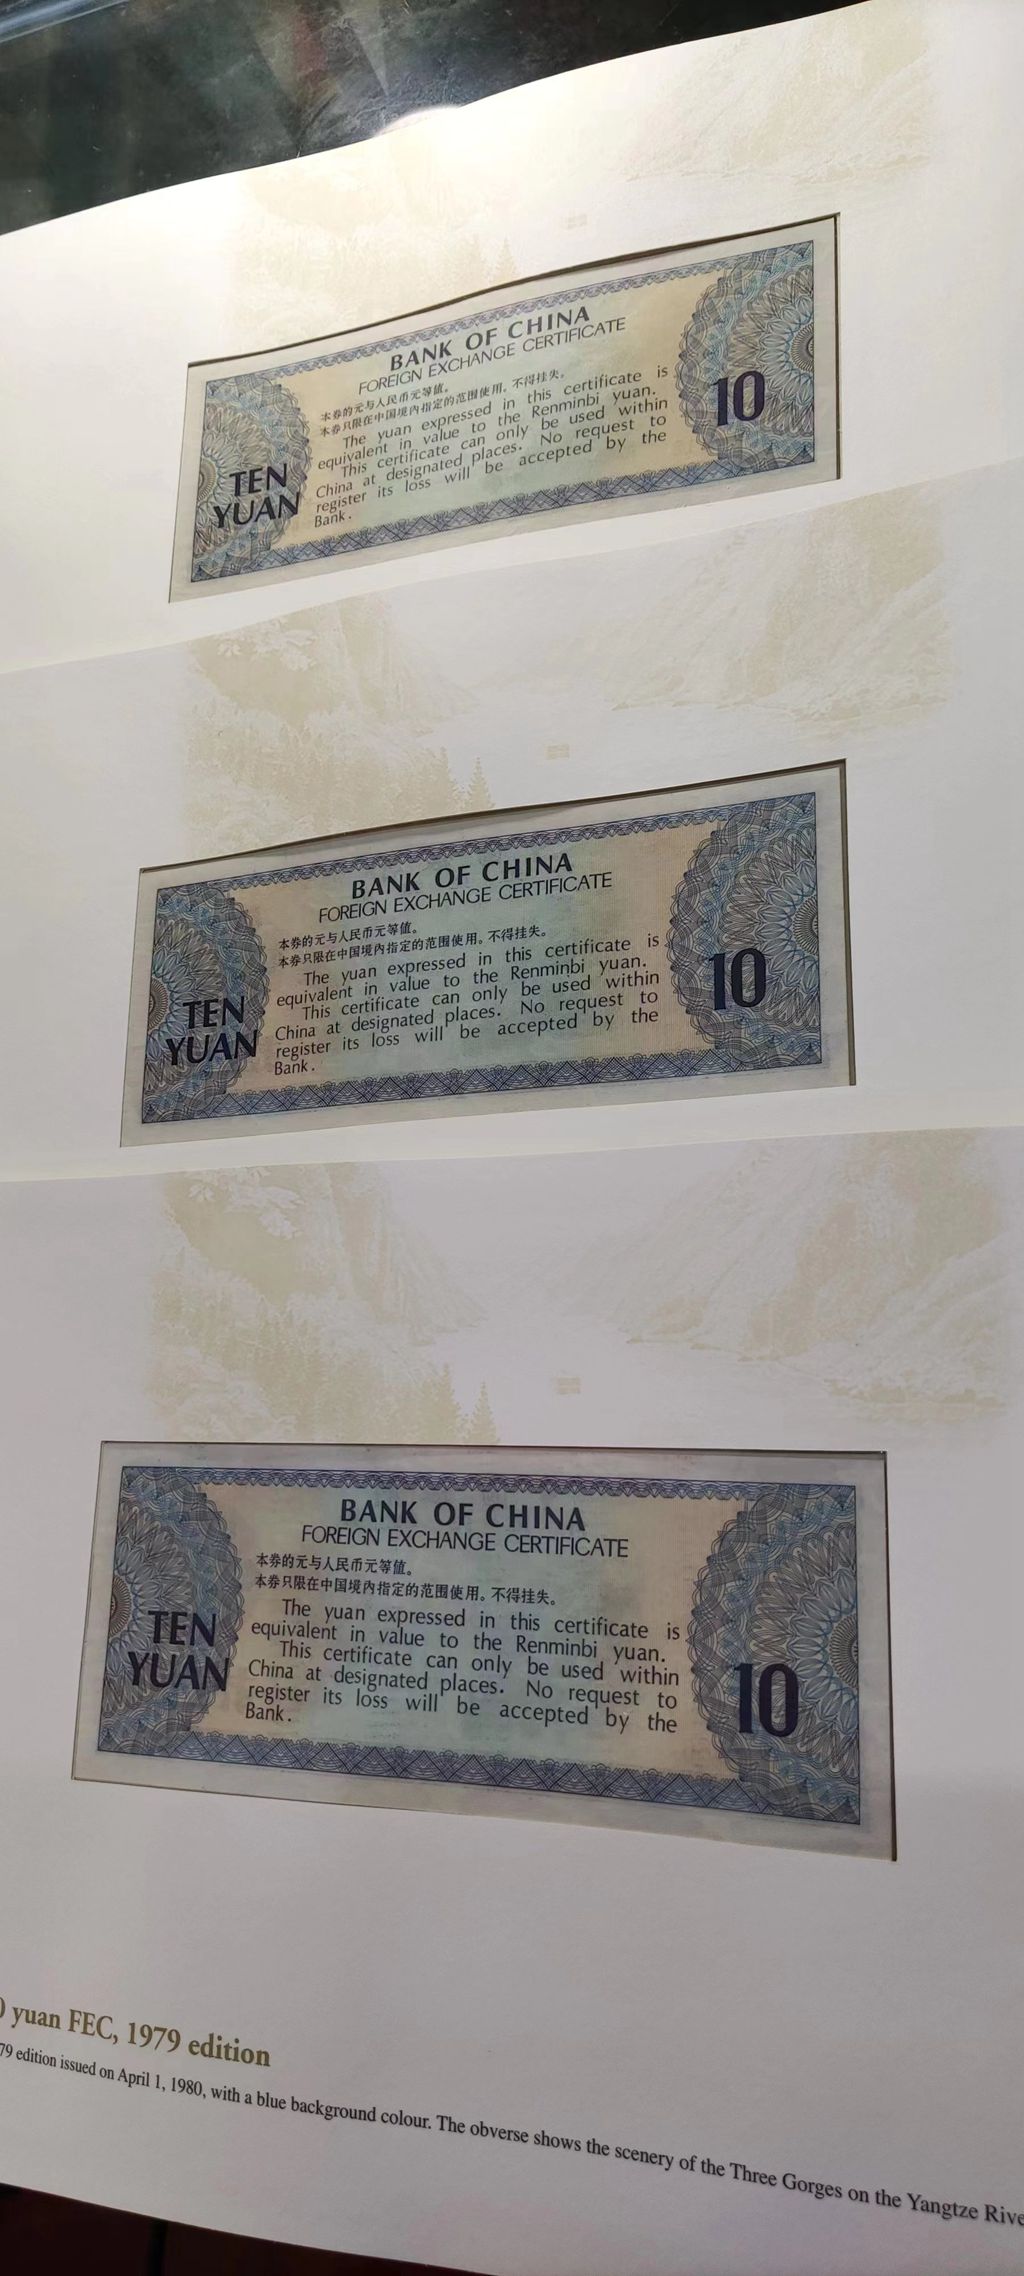 BANK OF CHINA
FOREIGN EXCHANGE CERTIFICATE
本券的元与人民币元等值。
本券只限在中国境内指定的范围使用。不得挂失。
The yuan expressed in this certificate is
equivalent in value to the Renminbi yuan.
This certificate can only be used within
China at designated places. No request to
register its loss will be accepted by the
Bank.
TEN
YUAN
10
BANK OF CHINA
FOREIGN EXCHANGE CERTIFICATE
本券的元与人民币元等值。
本券只限在中国境内指定的范围使用。不得挂失。
The yuan expressed in this certificate is
equivalent in value to the Renminbi yuan.
This certificate can only be used within
China at designated places. No request to
register its loss will be accepted by the
Bank.
TEN
YUAN
10
BANK OF CHINA
FOREIGN EXCHANGE CERTIFICATE
本券的元与人民币元等值。
本券只限在中国境内指定的范围使用。不得挂失。
The yuan expressed in this certificate is
equivalent in value to the Renminbi yuan.
This certificate can only be used within
China at designated places. No request to
register its loss will be accepted by the
Bank.
TEN
YUAN
10
yuan FEC, 1979 edition
79 edition issued on April 1, 1980, with a blue background colour. The obverse shows the scenery of the Three Gorges on the Yangtze Rive